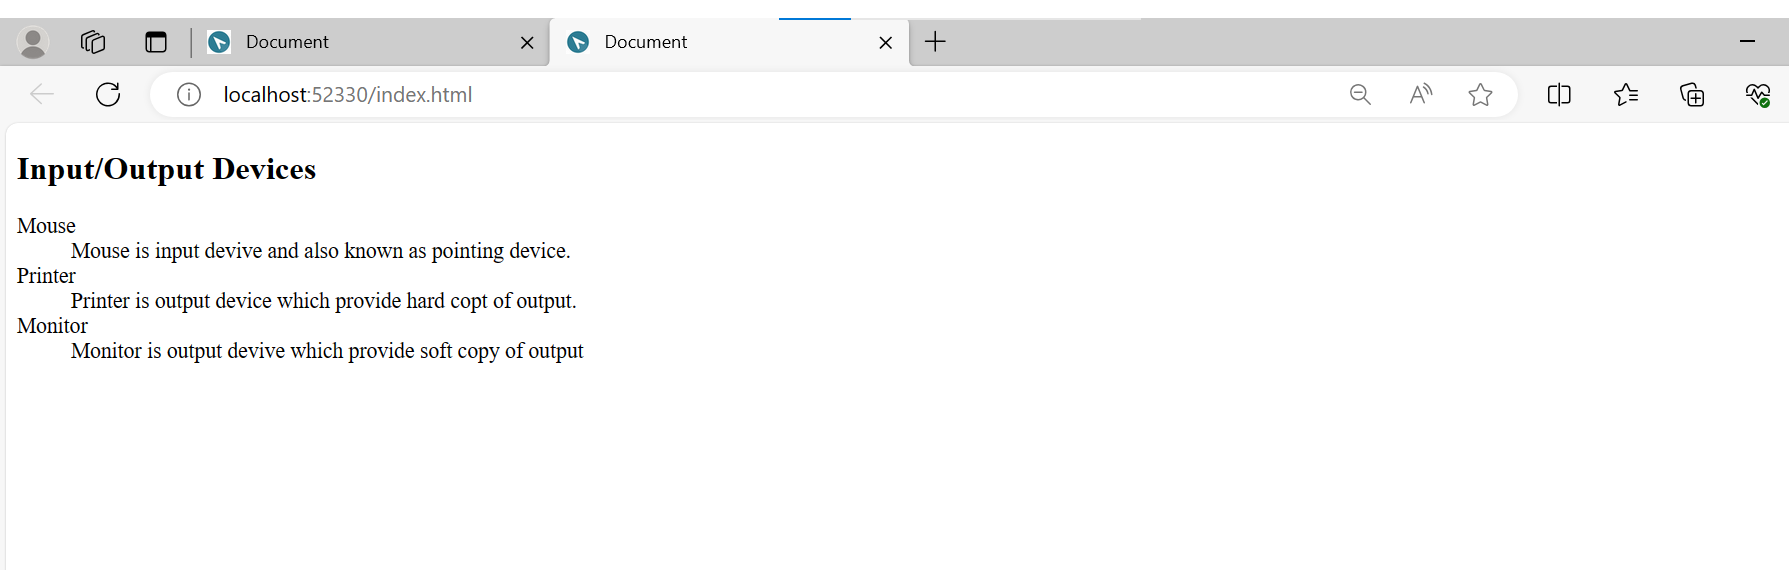 Document
Document
localhost:52330/index.html
Input/Output Devices
Mouse
Mouse is input devive and also known as pointing device.
Printer
Printer is output device which provide hard copt of output.
Monitor
Monitor is output devive which provide soft copy of output